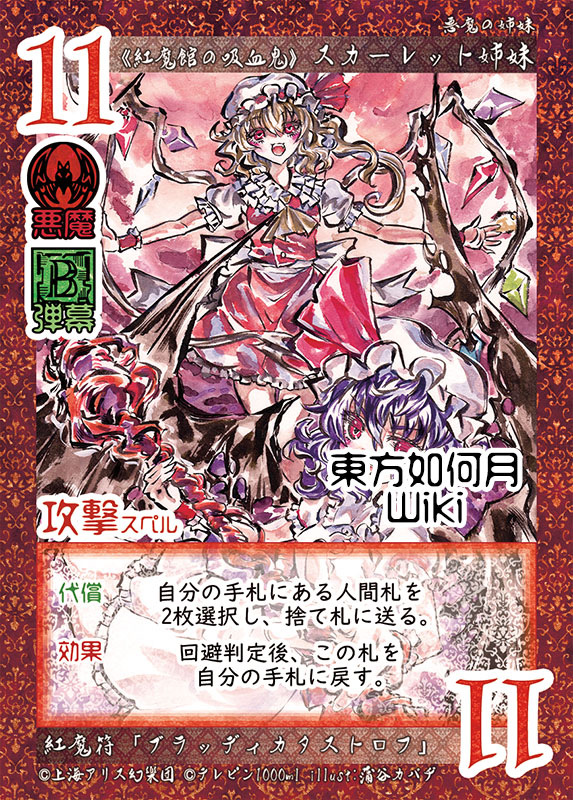 悪魔の姉妹
11
《紅魔館の吸血鬼》 スカーレット姉妹
悪魔
B
弾幕
東方如何月
Wiki
攻撃スペル
代償
自分の手札にある人間札を
2枚選択し、捨て札に送る。
効果
回避判定後、この札を
自分の手札に戻す。
11
紅魔符「ブラッディカタストロフ」
©上海アリス幻樂団 ©テレピン1000ml illust:蒲谷カバヂ